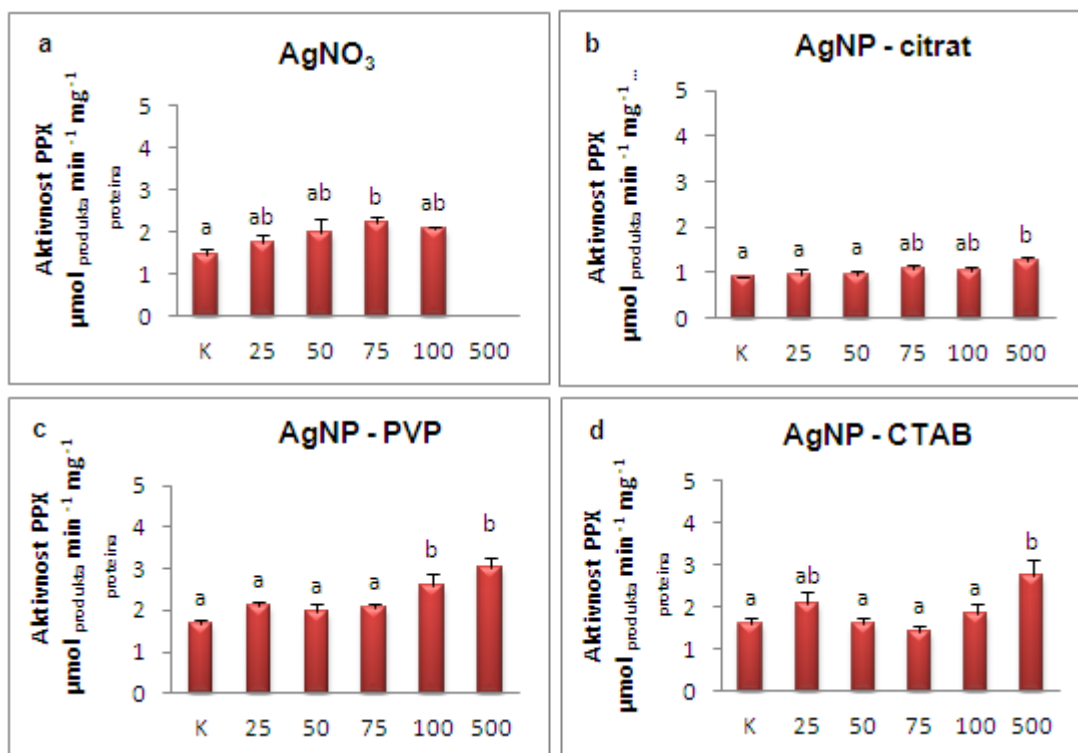 a
AgNO₃
Aktivnost PPX
µmol produkta min⁻¹ mg⁻¹
proteina
5
4
3
2
1
0
a
ab
ab
b
ab
K 25 50 75 100 500
b
AgNP - citrat
Aktivnost PPX
µmol produkta min⁻¹ mg⁻¹ ...
5
4
3
2
1
0
a
a
a
ab
ab
b
K 25 50 75 100 500
c
AgNP - PVP
Aktivnost PPX
µmol produkta min⁻¹ mg⁻¹
proteina
5
4
3
2
1
0
a
a
a
a
b
b
K 25 50 75 100 500
d
AgNP - CTAB
Aktivnost PPX
µmol produkta min⁻¹ mg⁻¹
proteina
5
4
3
2
1
0
a
ab
a
a
a
b
K 25 50 75 100 500